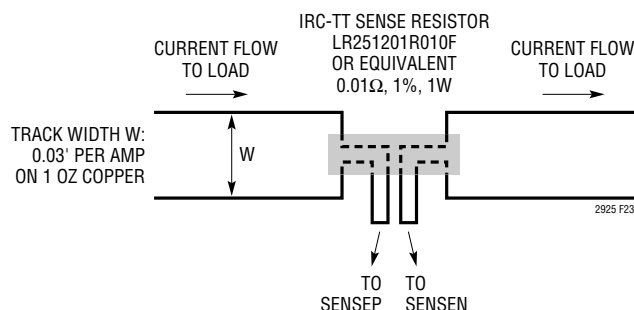 IRC-TT SENSE RESISTOR
LR251201R010F
OR EQUIVALENT
0.01Ω, 1%, 1W
CURRENT FLOW
TO LOAD
CURRENT FLOW
TO LOAD
TRACK WIDTH W:
0.03' PER AMP
ON 1 OZ COPPER
W
2925 F23
TO
SENSEP
TO
SENSEN